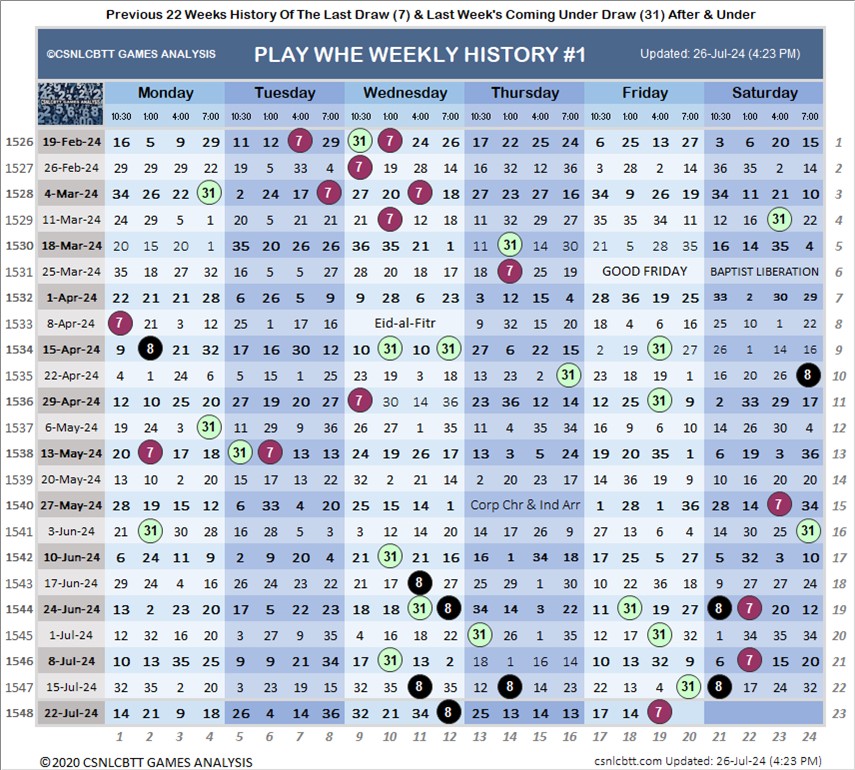 Previous 22 Weeks History Of The Last Draw (7) & Last Week's Coming Under Draw (31) After & Under
©CSNLCBTT GAMES ANALYSIS PLAY WHE WEEKLY HISTORY #1 Updated: 26-Jul-24 (4:23 PM)
Monday Tuesday Wednesday Thursday Friday Saturday
10:30 1:00 4:00 7:00 10:30 1:00 4:00 7:00 10:30 1:00 4:00 7:00 10:30 1:00 4:00 7:00 10:30 1:00 4:00 7:00 10:30 1:00 4:00 7:00
1526 19-Feb-24 16 5 9 29 11 12 7 29 31 7 24 26 17 22 25 24 6 25 13 27 3 6 20 15 1
1527 26-Feb-24 29 29 29 22 19 5 33 4 7 19 28 14 16 32 12 36 3 28 2 14 36 35 2 14 2
1528 4-Mar-24 34 26 22 31 2 24 17 8 27 20 7 18 27 23 27 16 34 9 26 19 34 11 21 10 3
1529 11-Mar-24 24 29 5 1 20 5 21 21 20 7 12 18 11 32 29 27 35 35 34 11 12 16 31 22 4
1530 18-Mar-24 20 15 20 1 35 20 26 26 36 35 21 1 11 31 14 30 21 5 28 35 16 14 35 4 5
1531 25-Mar-24 35 18 27 32 16 5 5 27 28 20 18 17 18 7 25 19 GOOD FRIDAY BAPTIST LIBERATION 6
1532 1-Apr-24 22 21 21 28 6 26 5 9 9 28 6 23 3 12 15 4 28 36 19 25 33 2 30 29 7
1533 8-Apr-24 7 21 3 12 25 1 17 16 Eid-al-Fitr 9 32 15 20 18 4 6 16 25 10 1 22 8
1534 15-Apr-24 9 8 21 32 17 16 30 12 10 31 10 31 27 6 22 15 2 19 31 27 26 1 14 16 9
1535 22-Apr-24 4 1 24 6 5 15 1 25 23 19 3 18 13 23 2 31 23 18 19 1 16 20 26 8 10
1536 29-Apr-24 12 10 25 20 27 19 20 27 7 30 14 36 23 36 12 14 12 31 31 9 2 33 29 17 11
1537 6-May-24 19 24 3 31 11 29 9 36 26 27 1 35 11 4 35 34 16 9 6 10 14 26 30 4 12
1538 13-May-24 20 7 17 18 31 7 13 13 24 19 26 17 13 3 5 24 19 20 35 1 6 19 3 36 13
1539 20-May-24 13 10 2 20 15 17 13 22 32 2 21 1 2 20 23 17 14 36 19 9 10 16 20 20 14
1540 27-May-24 28 19 15 12 6 33 4 20 25 15 14 1 Corp Chr & Ind Arr 1 28 1 36 28 14 7 34 15
1541 3-Jun-24 21 31 30 28 16 28 5 3 3 12 14 20 14 17 26 9 27 13 6 4 14 30 25 31 16
1542 10-Jun-24 6 24 11 9 2 9 20 4 21 31 21 16 16 1 34 18 17 25 5 27 5 32 3 10 17
1543 17-Jun-24 29 24 4 16 26 24 23 22 21 17 8 27 25 29 1 30 10 22 36 18 9 27 27 24 18
1544 24-Jun-24 13 2 23 20 17 5 22 23 18 18 31 8 34 14 3 22 11 31 19 27 8 7 20 12 19
1545 1-Jul-24 12 32 16 20 3 27 9 35 4 16 18 22 31 26 1 35 12 17 31 32 1 34 35 34 20
1546 8-Jul-24 10 13 35 25 9 9 21 34 17 31 13 2 18 1 16 14 10 13 32 9 6 7 15 20 21
1547 15-Jul-24 32 35 2 20 2 23 19 15 32 35 8 35 12 8 14 23 22 13 4 31 8 17 24 32 22
1548 22-Jul-24 14 21 9 18 26 4 14 36 32 21 34 8 25 13 14 13 17 14 7 23
1 2 3 4 5 6 7 8 9 10 11 12 13 14 15 16 17 18 19 20 21 22 23 24
©2020 CSNLCBTT GAMES ANALYSIS csnlcbtt.com Updated: 26-Jul-24 (4:23 PM)